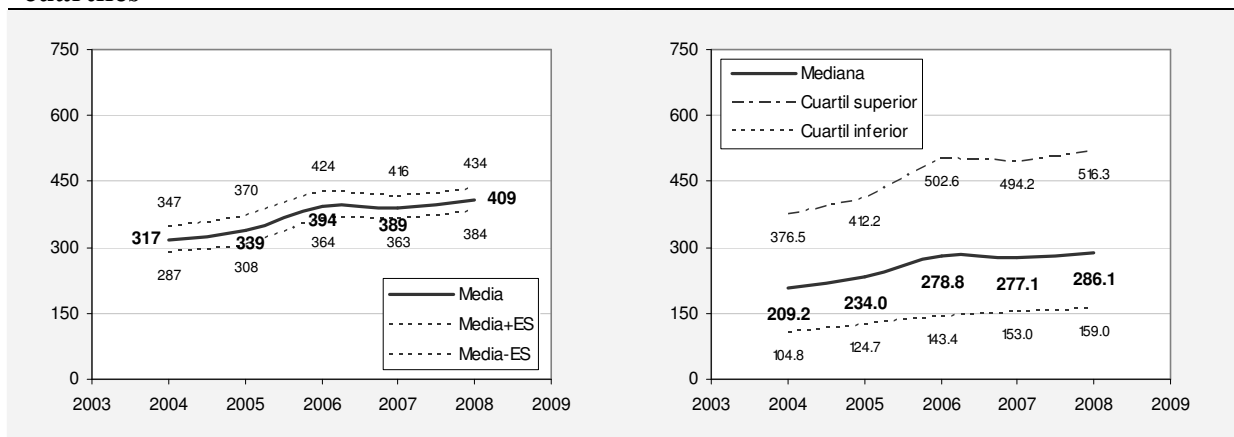 cuartiles
750
600
450
300
150
0
2003 2004 2005 2006 2007 2008 2009
347 370 424 416 434
317 339 394 389 409
287 308 364 363 384
Media
Media+ES
Media-ES
750
600
450
300
150
0
2003 2004 2005 2006 2007 2008 2009
Mediana
Cuartil superior
Cuartil inferior
376.5 412.2 502.6 494.2 516.3
209.2 234.0 278.8 277.1 286.1
104.8 124.7 143.4 153.0 159.0